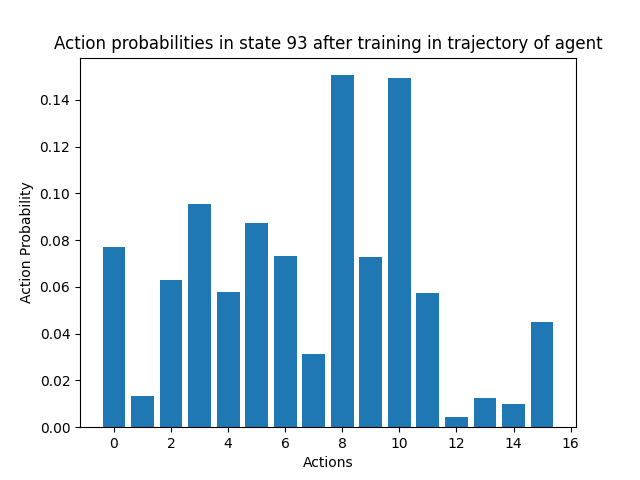 Action probabilities in state 93 after training in trajectory of agent
0.14
0.12
0.10
0.08
0.06
0.04
0.02
0.00
Action Probability
0 2 4 6 8 10 12 14 16
Actions